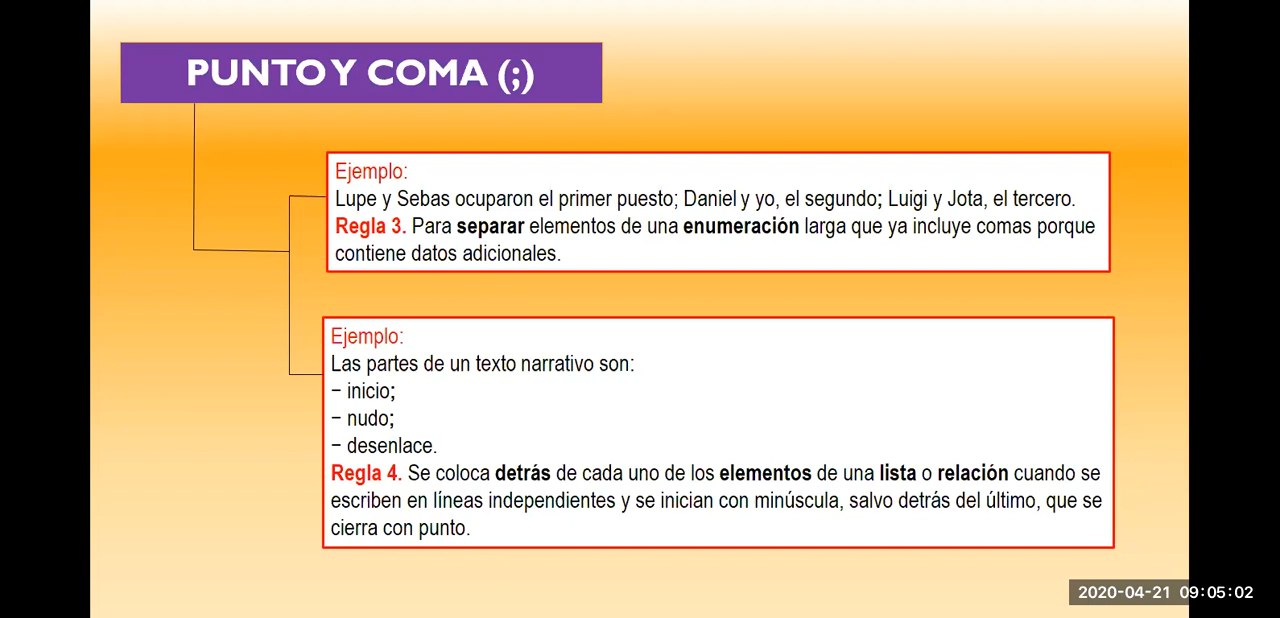 PUNTO Y COMA (;)
Ejemplo:
Lupe y Sebas ocuparon el primer puesto; Daniel y yo, el segundo; Luigi y Jota, el tercero.
Regla 3. Para separar elementos de una enumeración larga que ya incluye comas porque
contiene datos adicionales.
Ejemplo:
Las partes de un texto narrativo son:
− inicio;
− nudo;
− desenlace.
Regla 4. Se coloca detrás de cada uno de los elementos de una lista o relación cuando se
escriben en líneas independientes y se inician con minúscula, salvo detrás del último, que se
cierra con punto.
2020-04-21 09:05:02